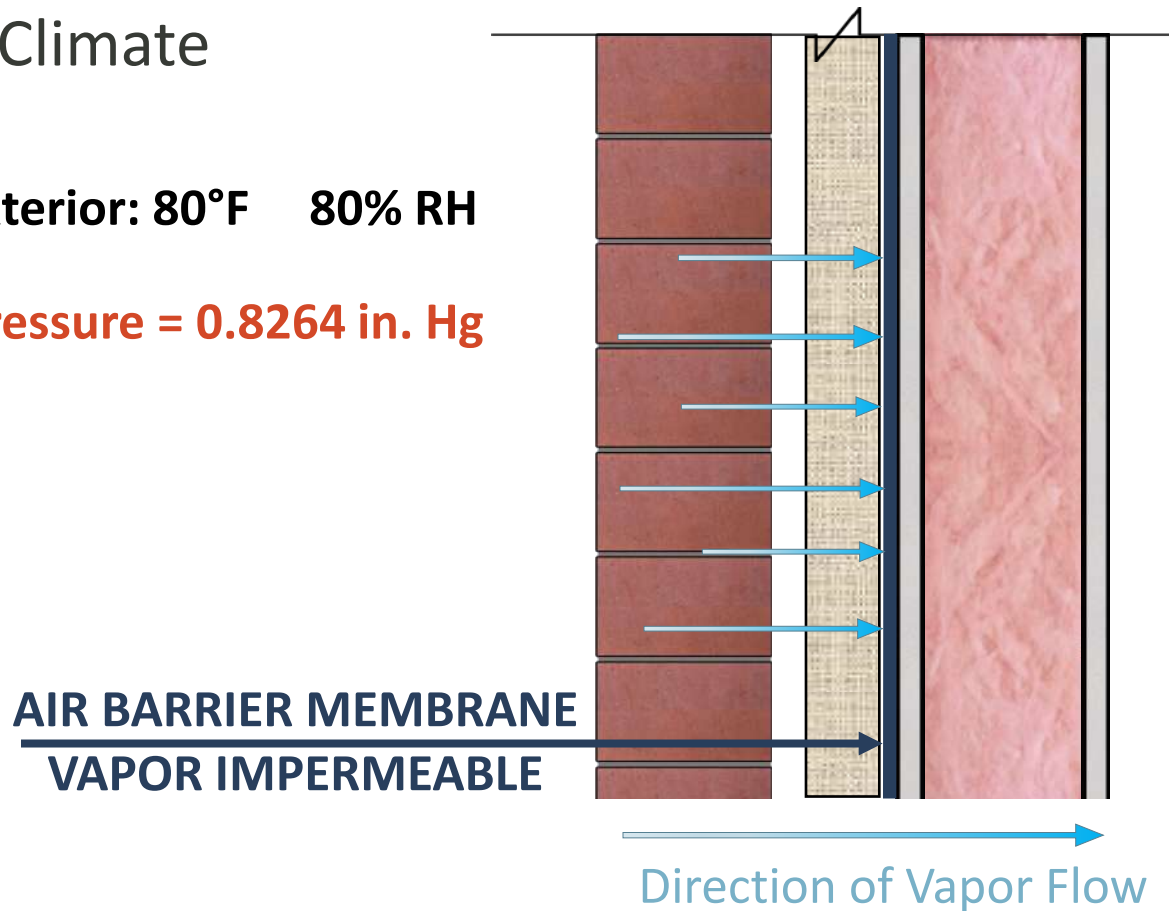 Climate
terior: 80°F 80% RH
ressure = 0.8264 in. Hg
AIR BARRIER MEMBRANE
VAPOR IMPERMEABLE
Direction of Vapor Flow